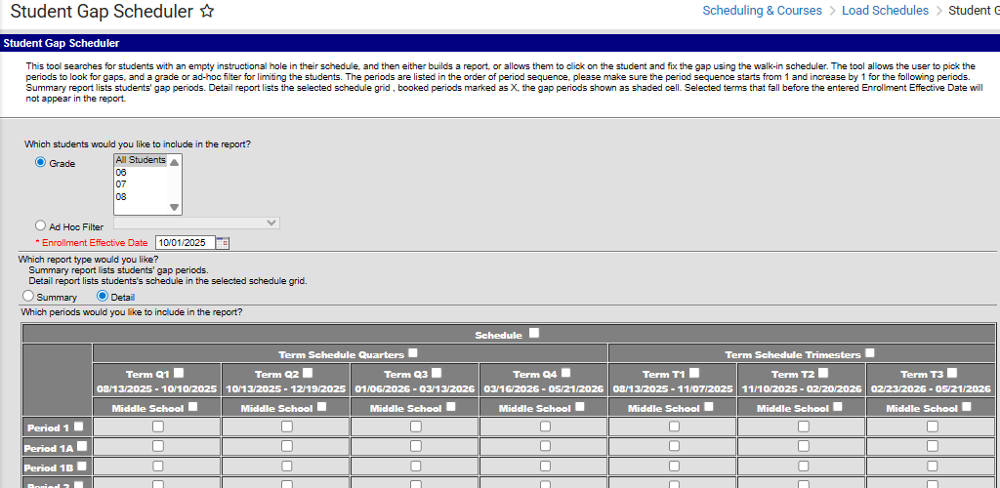 Student Gap Scheduler ☆
Scheduling & Courses > Load Schedules > Student
Student Gap Scheduler
This tool searches for students with an empty instructional hole in their schedule, and then either builds a report, or allows them to click on the student and fix the gap using the walk-in scheduler. The tool allows the user to pick the
periods to look for gaps, and a grade or ad-hoc filter for limiting the students. The periods are listed in the order of period sequence, please make sure the period sequence starts from 1 and increase by 1 for the following periods.
Summary report lists students' gap periods. Detail report lists the selected schedule grid , booked periods marked as X, the gap periods shown as shaded cell. Selected terms that fall before the entered Enrollment Effective Date will
not appear in the report.
Which students would you like to include in the report?
Grade
All Students
06
07
08
Ad Hoc Filter
* Enrollment Effective Date 10/01/2025
Which report type would you like?
Summary report lists students' gap periods.
Detail report lists students's schedule in the selected schedule grid.
Summary Detail
Which periods would you like to include in the report?
Schedule
Term Schedule Quarters Term Schedule Trimesters
Term Q1 Term Q2 Term Q3 Term Q4 Term T1 Term T2 Term T3
08/13/2025 - 10/10/2025 10/13/2025 - 12/19/2025 01/06/2026 - 03/13/2026 03/16/2026 - 05/21/2026 08/13/2025 - 11/07/2025 11/10/2025 - 02/20/2026 02/23/2026 - 05/21/2026
Middle School Middle School Middle School Middle School Middle School Middle School Middle School
Period 1
Period 1A
Period 1B
Period 2